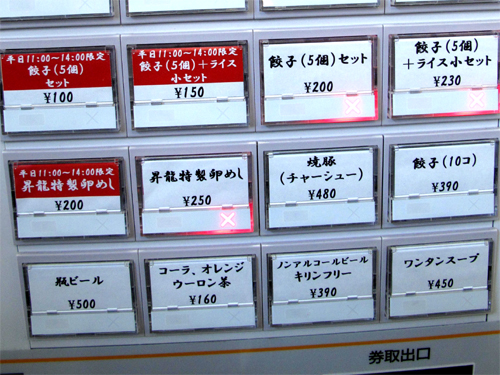 平日11:00〜14:00限定
餃子(5個)
セット
¥100
平日11:00〜14:00限定
餃子(5個)+ライス
小セット
¥150
餃子(5個)セット
¥200
餃子(5個)
+ライス小セット
¥230
平日11:00〜14:00限定
昇龍特製卵めし
¥200
昇龍特製卵めし
¥250
焼豚
(チャーシュー)
¥480
餃子(10コ)
¥390
瓶ビール
¥500
コーラ、オレンジ
ウーロン茶
¥160
ノンアルコールビール
キリンフリー
¥390
ワンタンスープ
¥450
券取出口